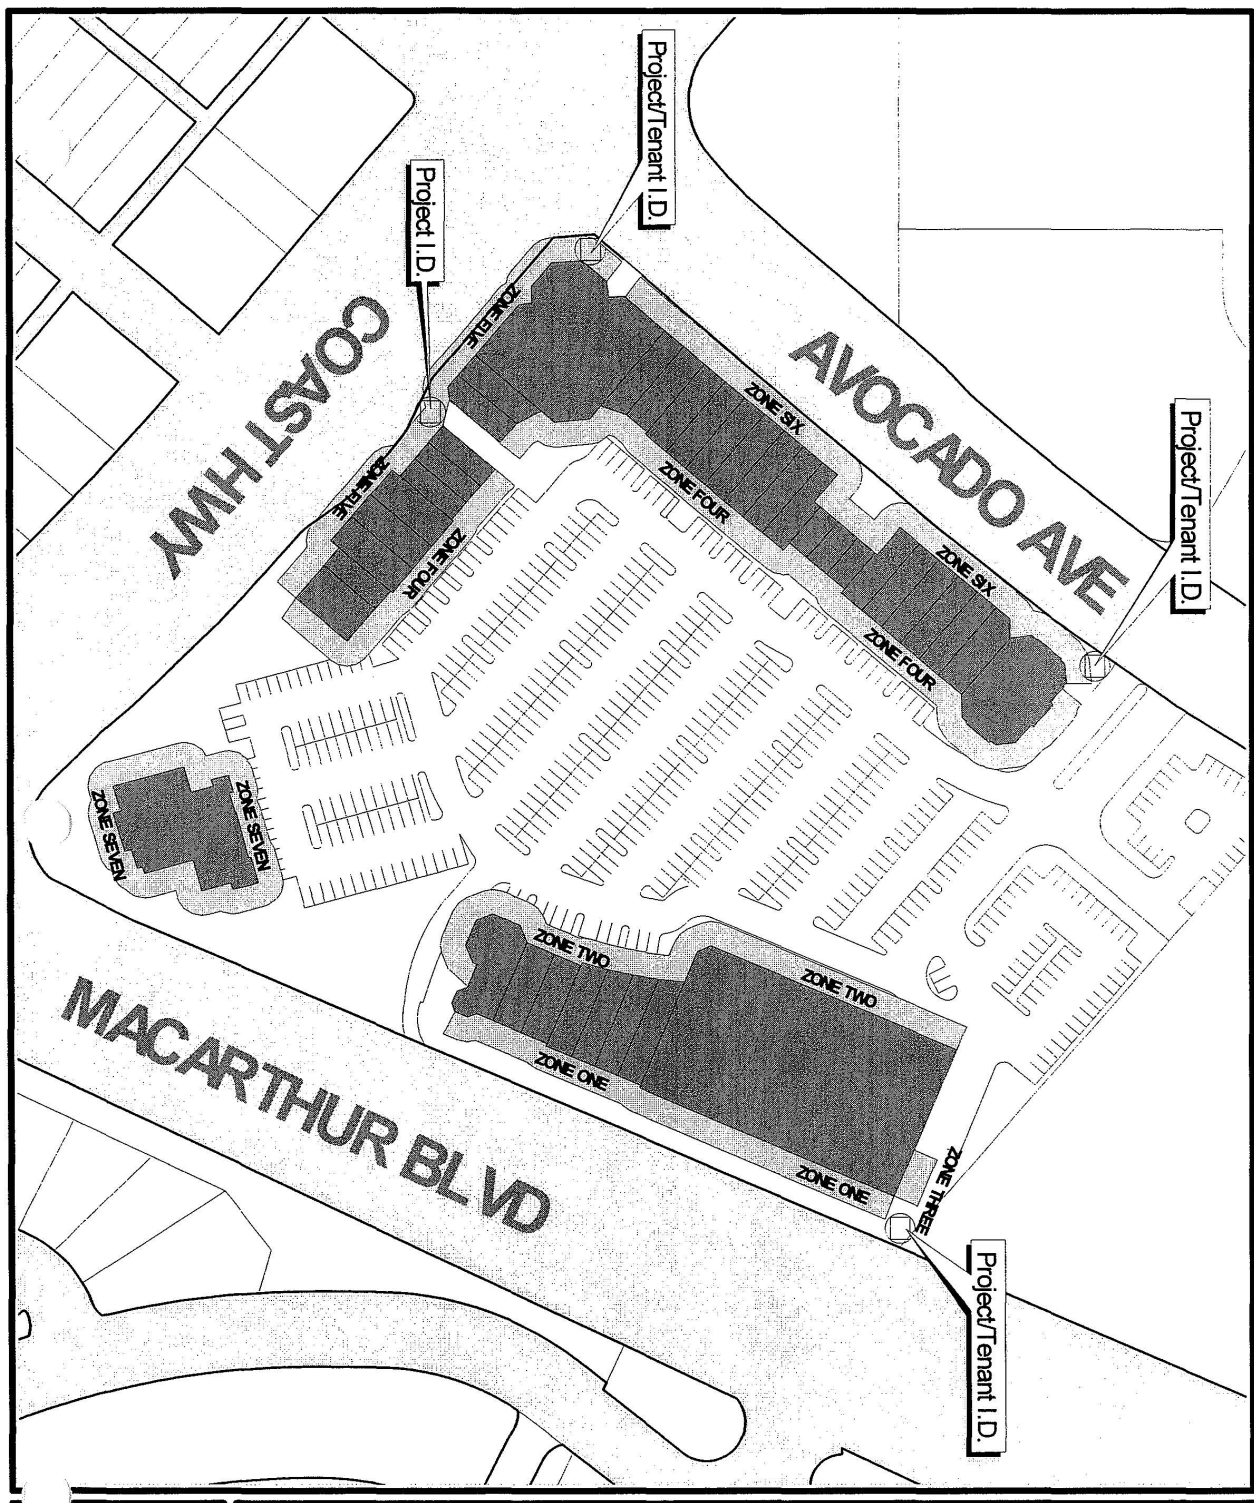 Project/Tenant I.D.
Project I.D.
Project/Tenant I.D.
AVOCADO AVE
COAST HWY
ZONE FIVE
ZONE SIX
ZONE FOUR
ZONE FIVE
ZONE FOUR
ZONE SIX
ZONE FOUR
ZONE SEVEN
ZONE SEVEN
ZONE TWO
ZONE TWO
ZONE ONE
ZONE ONE
ZONE THREE
MACARTHUR BLVD
Project/Tenant I.D.